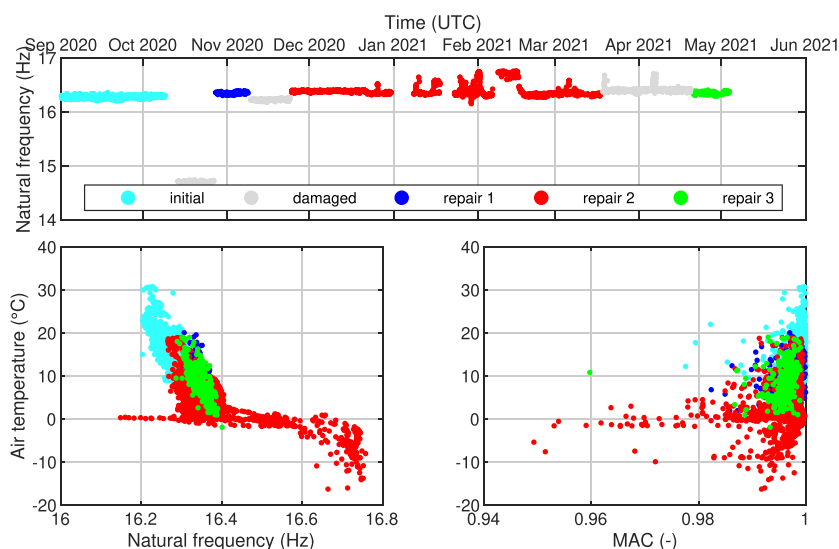 Time (UTC)
Sep 2020 Oct 2020 Nov 2020 Dec 2020 Jan 2021 Feb 2021 Mar 2021 Apr 2021 May 2021 Jun 2021
Natural frequency (Hz)
17
16
15
14
initial damaged repair 1 repair 2 repair 3
Air temperature (°C)
40 40
30 30
20 20
10 10
0 0
-10 -10
-20 -20
16 16.2 16.4 16.6 16.8 0.94 0.96 0.98 1
Natural frequency (Hz) MAC (-)